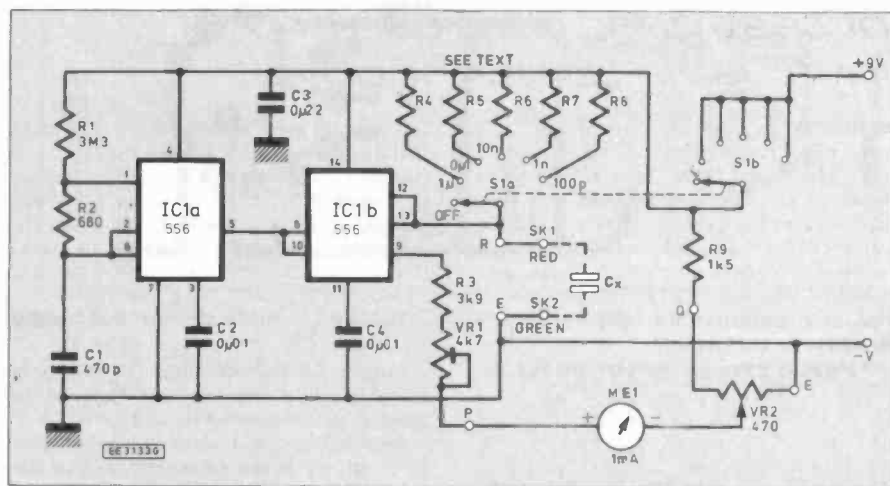 SEE TEXT
+9V
R1
3M3
C3
0µ22
R4
R5
R6
R7
R8
S1b
4
14
1
10n
0µ1
1n
1µ
100p
S1a
OFF
12
13
R2
680
IC1a
556
IC1b
556
2
6
5
8
10
9
R
SK1
RED
R9
1k5
7
3
11
R3
3k9
Cx
E
SK2
GREEN
Q
-V
C1
470p
C2
0µ01
C4
0µ01
VR1
4k7
P
ME1
+
-
1mA
E
VR2
470
EE3133G